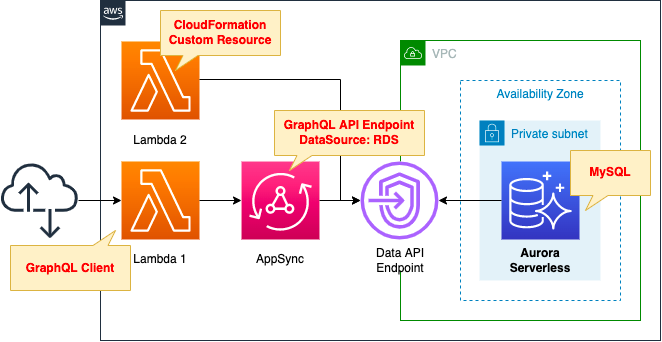 aws
CloudFormation
Custom Resource
VPC
Availability Zone
Lambda 2
GraphQL API Endpoint
DataSource: RDS
Private subnet
MySQL
GraphQL Client
Lambda 1
AppSync
Data API
Endpoint
Aurora
Serverless